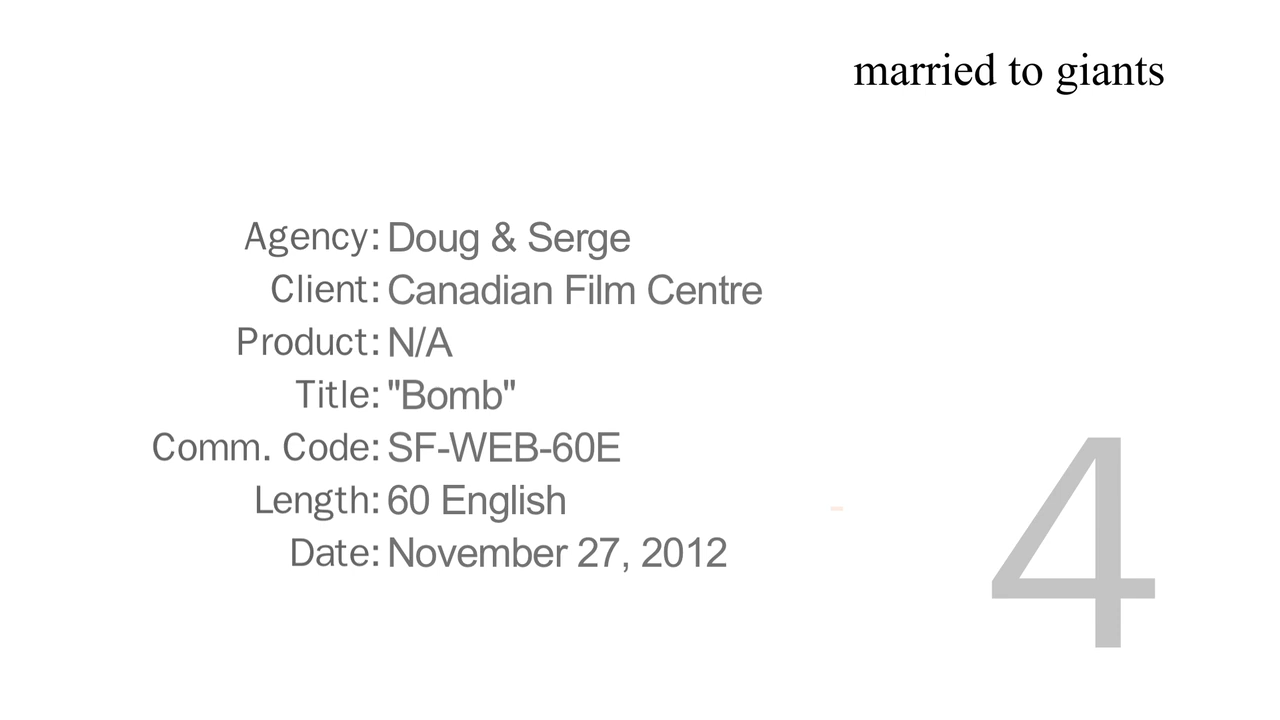 married to giants
Agency: Doug & Serge
Client: Canadian Film Centre
Product: N/A
Title: "Bomb"
Comm. Code: SF-WEB-60E
Length: 60 English
Date: November 27, 2012
4